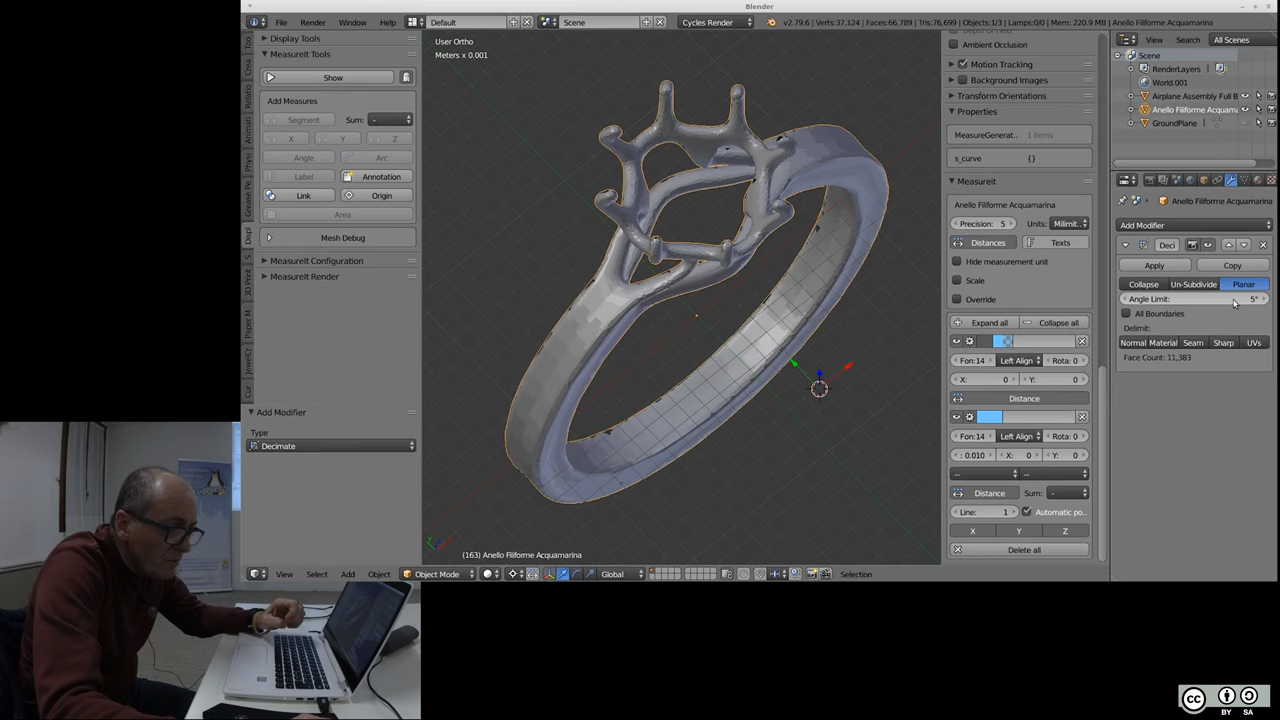 Blender
File Render Window Help Default Scene Cycles Render v2.79.6 | Verts:37,124 | Faces:66,789 | Tris:76,699 | Objects:1/3 | Lamps:0/0 | Mem: 220.9 MB | Anello Filiforme Acquamarina
Display Tools
MeasureIt Tools
Show
Add Measures
Segment Sum: -
X Y Z
Angle Arc
Label Annotation
Link Origin
Area
Mesh Debug
MeasureIt Configuration
MeasureIt Render
Add Modifier
Type
Decimate
User Ortho
Meters x 0.001
(163) Anello Filiforme Acquamarina
View Select Add Object Object Mode Global Selection
Ambient Occlusion
Motion Tracking
Background Images
Transform Orientations
Properties
MeasureGenerat.. 1 items
s_curve {}
Measureit
Anello Filiforme Acquamarina
Precision: 5 Units: Milimit..
Distances Texts
Hide measurement unit
Scale
Override
Expand all Collapse all
Fon:14 Left Align Rota: 0
X: 0 Y: 0
Distance
Fon:14 Left Align Rota: 0
: 0.010 X: 0 Y: 0
-- --
Distance Sum: -
Line: 1 Automatic po..
X Y Z
Delete all
View Search All Scenes
Scene
RenderLayers
World.001
Airplane Assembly Full B
Anello Filiforme Acquama
GroundPlane
Anello Filiforme Acquamarina
Add Modifier
Deci
Apply Copy
Collapse Un-Subdivide Planar
Angle Limit: 5°
All Boundaries
Delimit:
Normal Material Seam Sharp UVs
Face Count: 11,383
CC BY SA